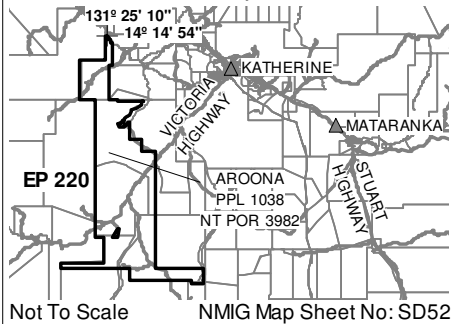 131º 25' 10"
14º 14' 54"
KATHERINE
VICTORIA
HIGHWAY
MATARANKA
EP 220
AROONA
PPL 1038
NT POR 3982
STUART
HIGHWAY
Not To Scale
NMIG Map Sheet No: SD52